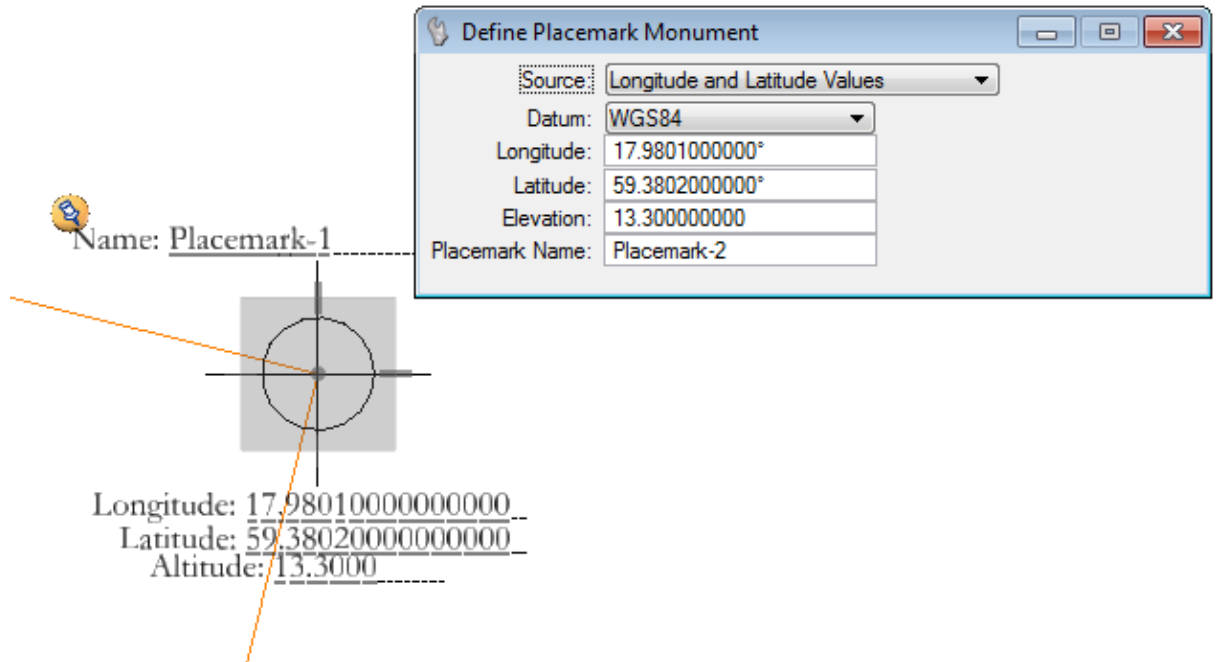 Define Placemark Monument
Source: Longitude and Latitude Values
Datum: WGS84
Longitude: 17.9801000000°
Latitude: 59.3802000000°
Elevation: 13.300000000
Placemark Name: Placemark-2
Name: Placemark-1
Longitude: 17.98010000000000
Latitude: 59.38020000000000
Altitude: 13.3000